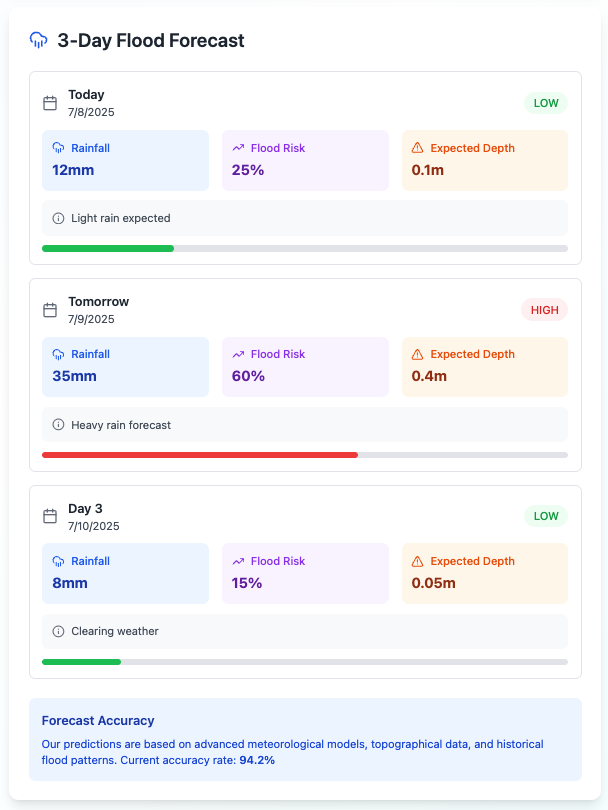 3-Day Flood Forecast
Today
7/8/2025
LOW
Rainfall
12mm
Flood Risk
25%
Expected Depth
0.1m
Light rain expected
Tomorrow
7/9/2025
HIGH
Rainfall
35mm
Flood Risk
60%
Expected Depth
0.4m
Heavy rain forecast
Day 3
7/10/2025
LOW
Rainfall
8mm
Flood Risk
15%
Expected Depth
0.05m
Clearing weather
Forecast Accuracy
Our predictions are based on advanced meteorological models, topographical data, and historical
flood patterns. Current accuracy rate: 94.2%